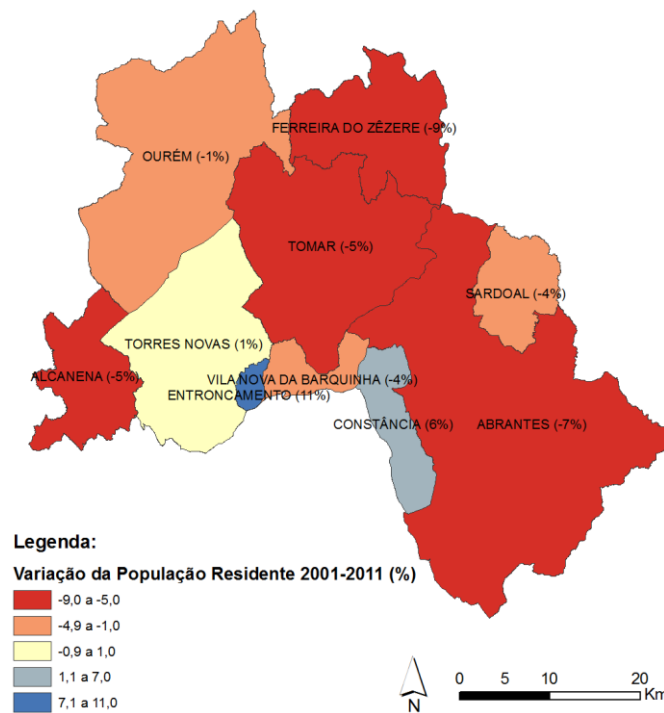 FERREIRA DO ZÊZERE (-9%)
OURÉM (-1%)
TOMAR (-5%)
SARDOAL (-4%)
TORRES NOVAS (1%)
ALCANENA (-5%)
VILA NOVA DA BARQUINHA (-4%)
ENTRONCAMENTO (11%)
CONSTÂNCIA (6%)
ABRANTES (-7%)
Legenda:
Variação da População Residente 2001-2011 (%)
-9,0 a -5,0
-4,9 a -1,0
-0,9 a 1,0
1,1 a 7,0
7,1 a 11,0
N
0 5 10 20
Km